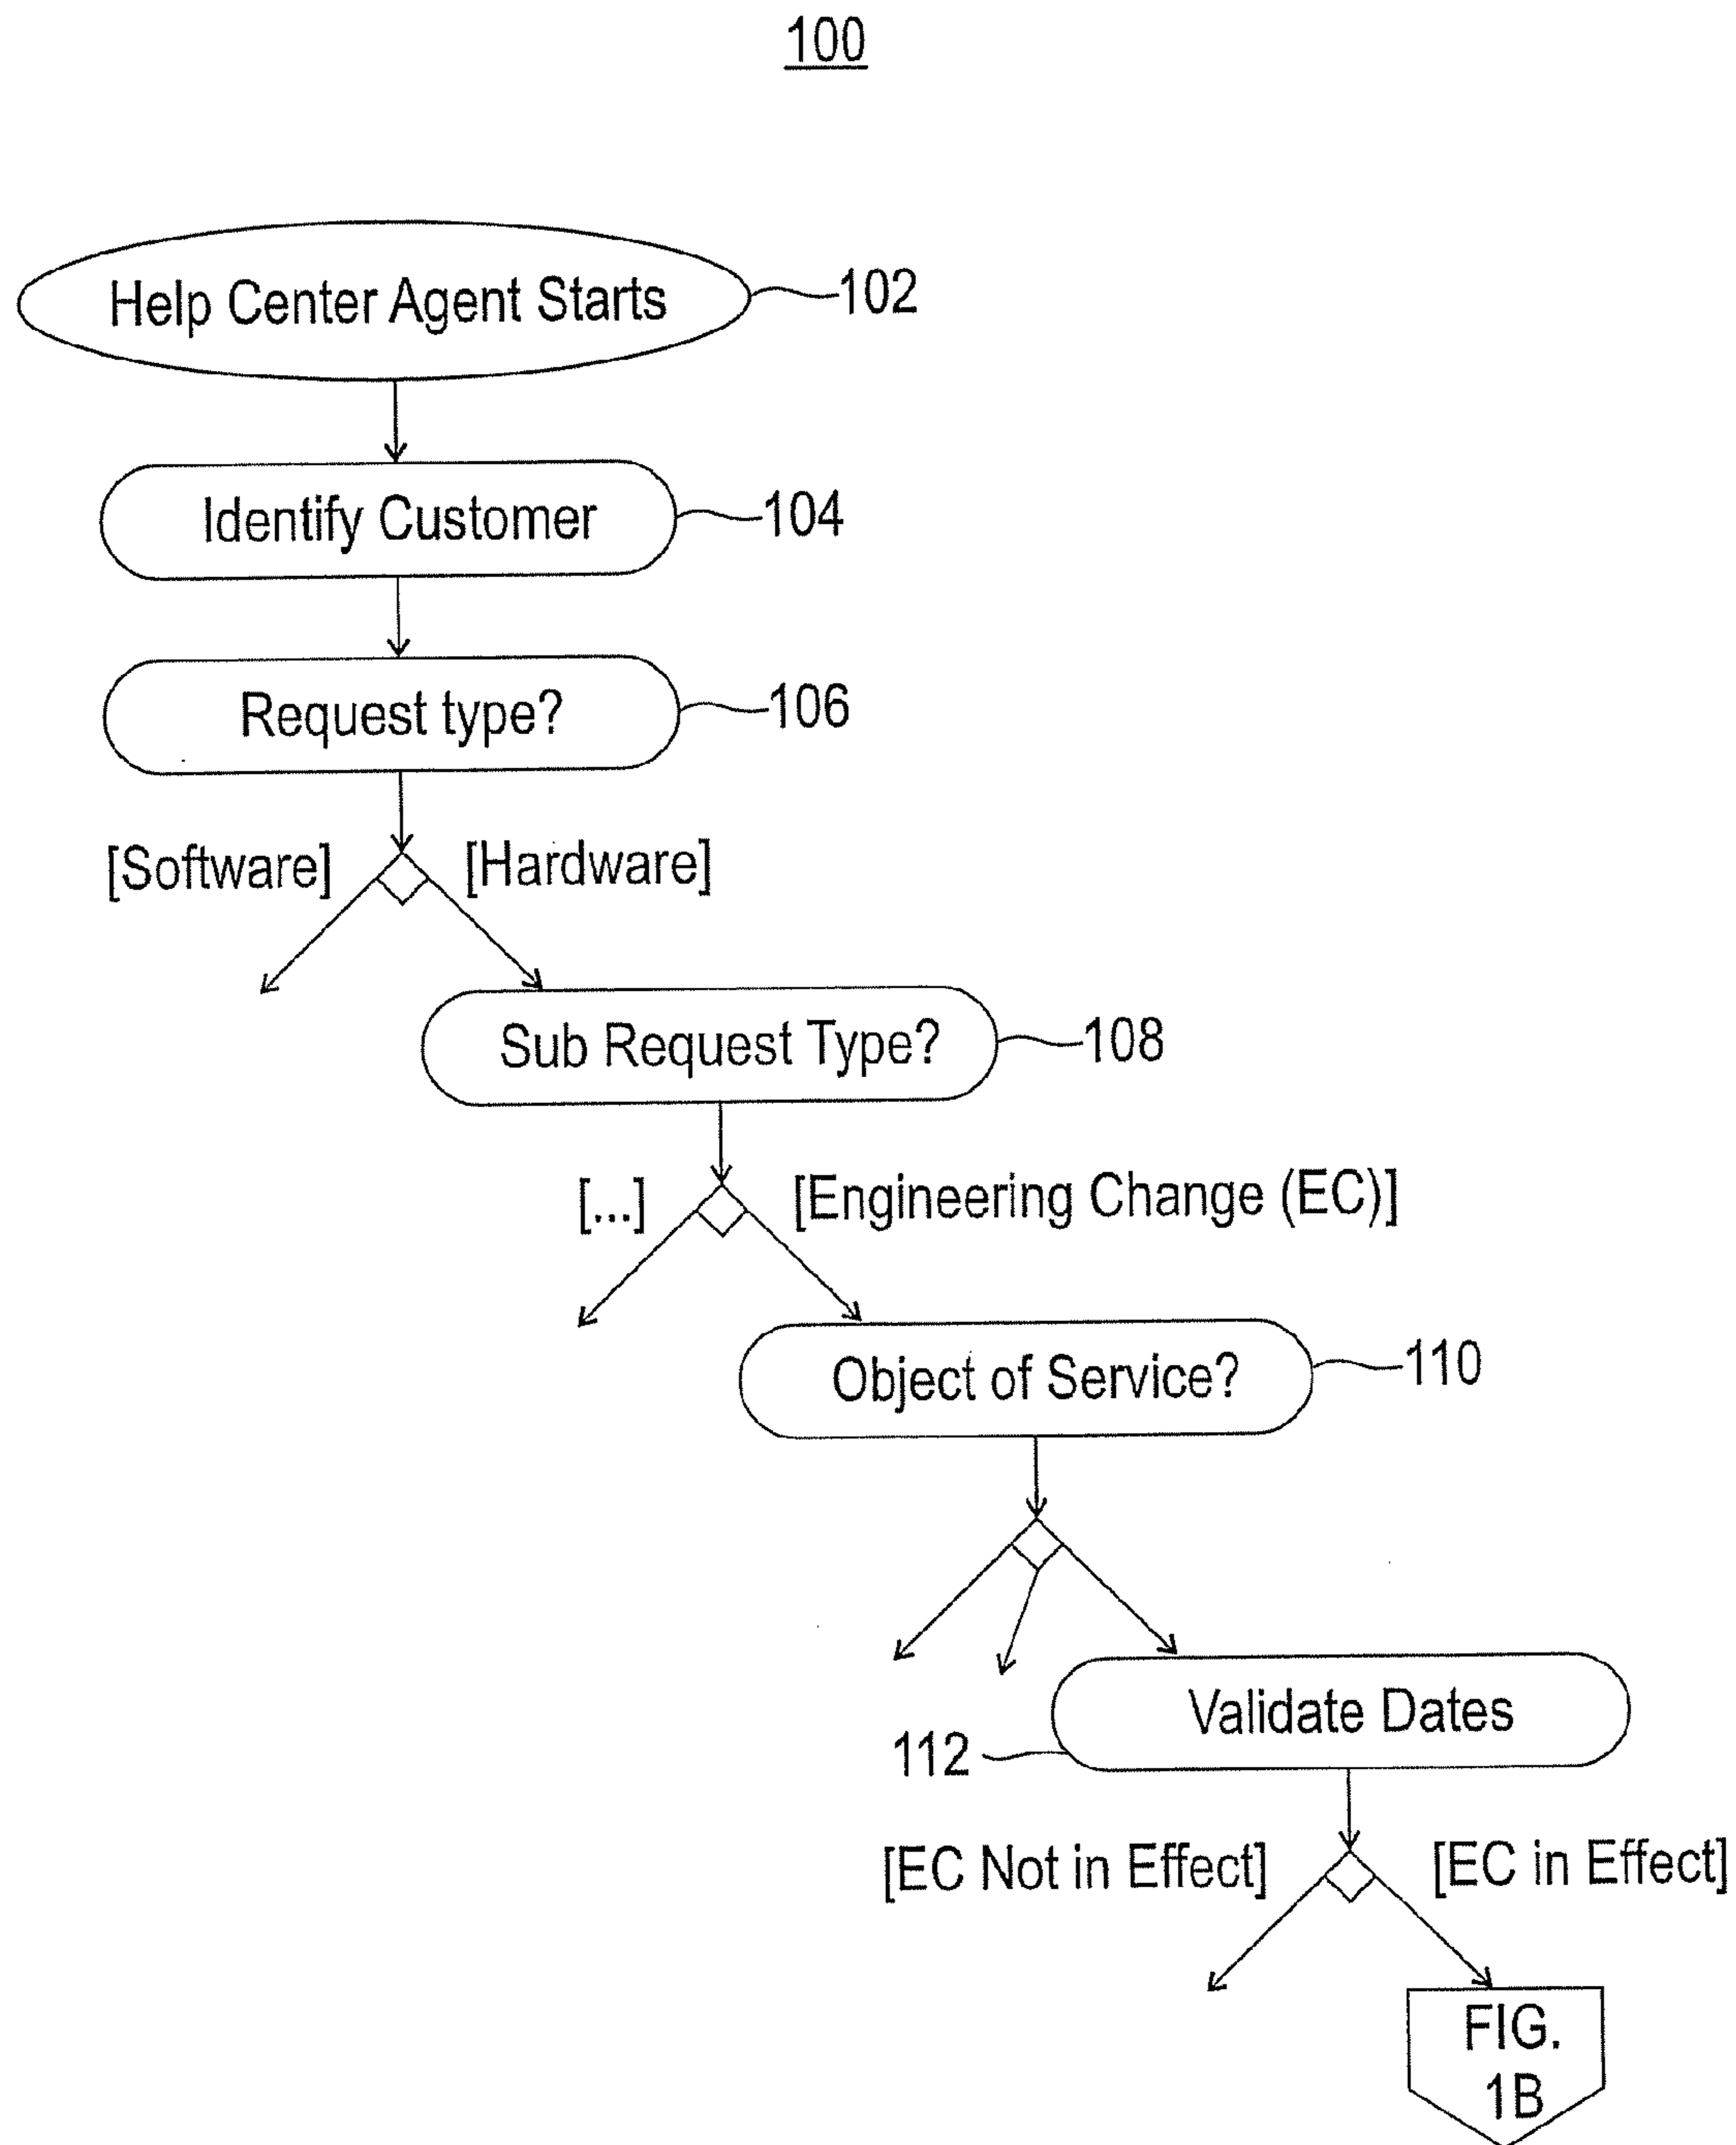 100
Help Center Agent Starts
102
Identify Customer
104
Request type?
106
[Software]
[Hardware]
Sub Request Type?
108
[...]
[Engineering Change (EC)]
Object of Service?
110
Validate Dates
112
[EC Not in Effect]
[EC in Effect]
FIG.
1B